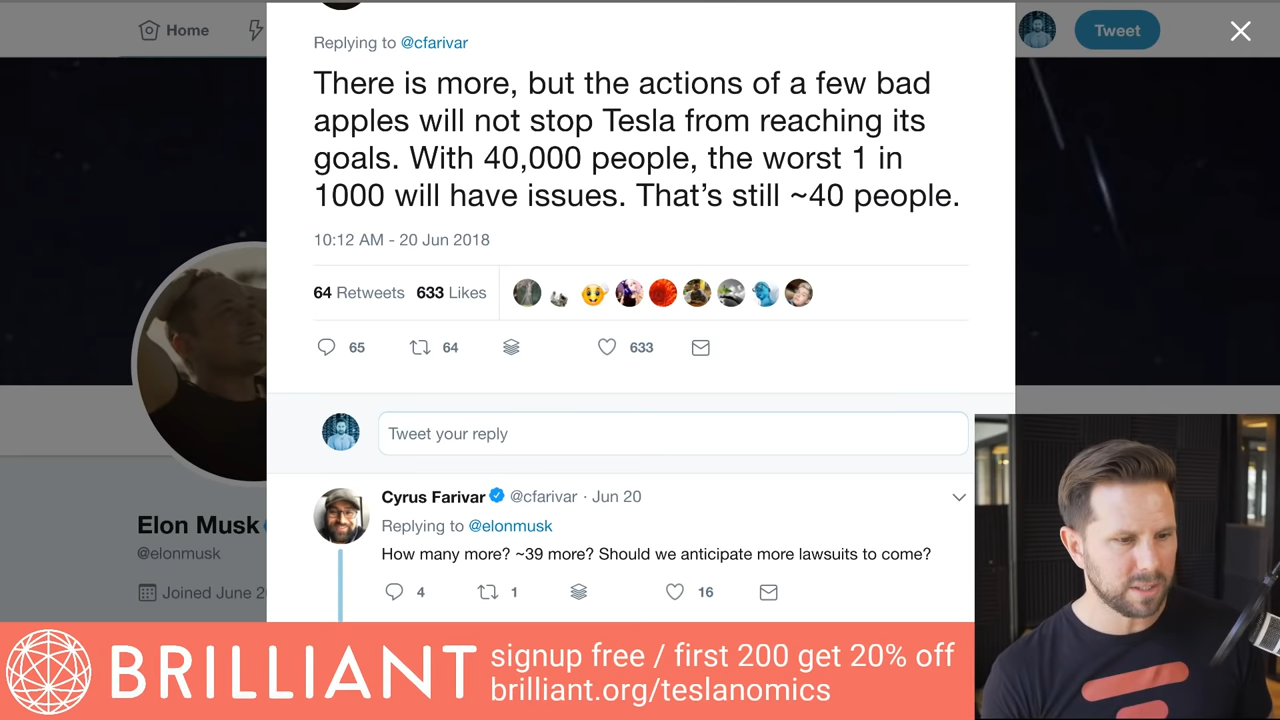 Home
Tweet
Replying to @cfarivar
There is more, but the actions of a few bad
apples will not stop Tesla from reaching its
goals. With 40,000 people, the worst 1 in
1000 will have issues. That's still ~40 people.
10:12 AM - 20 Jun 2018
64 Retweets 633 Likes
65 64 633
Tweet your reply
Cyrus Farivar @cfarivar · Jun 20
Replying to @elonmusk
How many more? ~39 more? Should we anticipate more lawsuits to come?
4 1 16
Elon Musk
@elonmusk
Joined June 2
BRILLIANT
signup free / first 200 get 20% off
brilliant.org/teslanomics